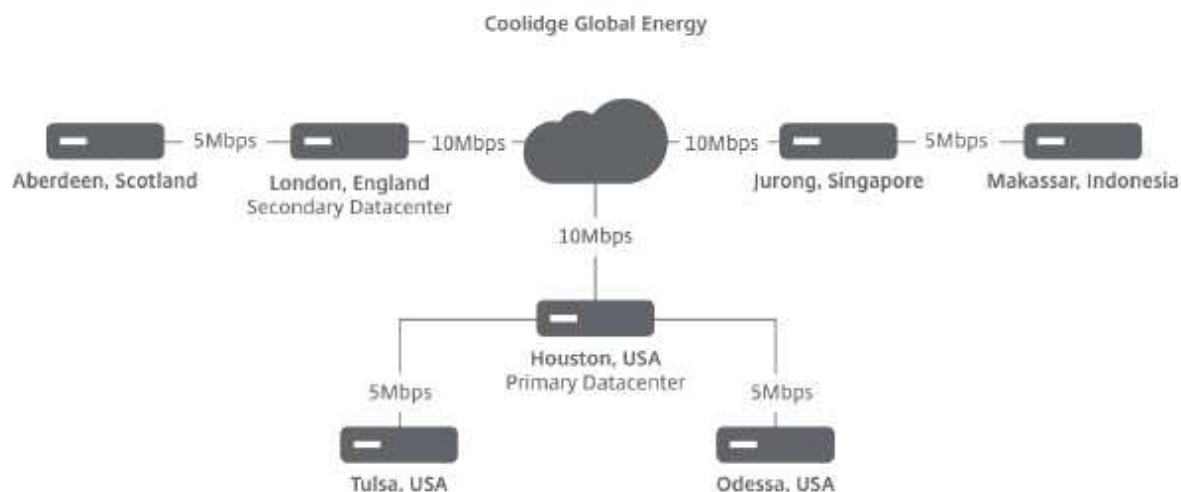 Coolidge Global Energy
5Mbps
10Mbps
10Mbps
5Mbps
Aberdeen, Scotland
London, England
Secondary Datacenter
Jurong, Singapore
Makassar, Indonesia
10Mbps
Houston, USA
Primary Datacenter
5Mbps
5Mbps
Tulsa, USA
Odessa, USA